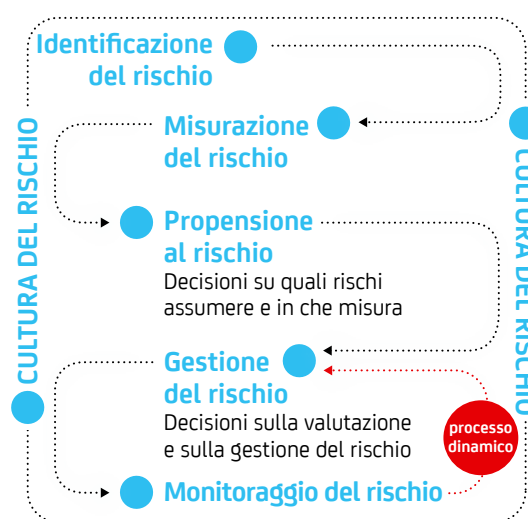 Identificazione
del rischio
Misurazione
del rischio
Propensione
al rischio
Decisioni su quali rischi
assumere e in che misura
Gestione
del rischio
Decisioni sulla valutazione
e sulla gestione del rischio
processo
dinamico
Monitoraggio del rischio
CULTURA DEL RISCHIO
CULTURA DEL RISCHIO